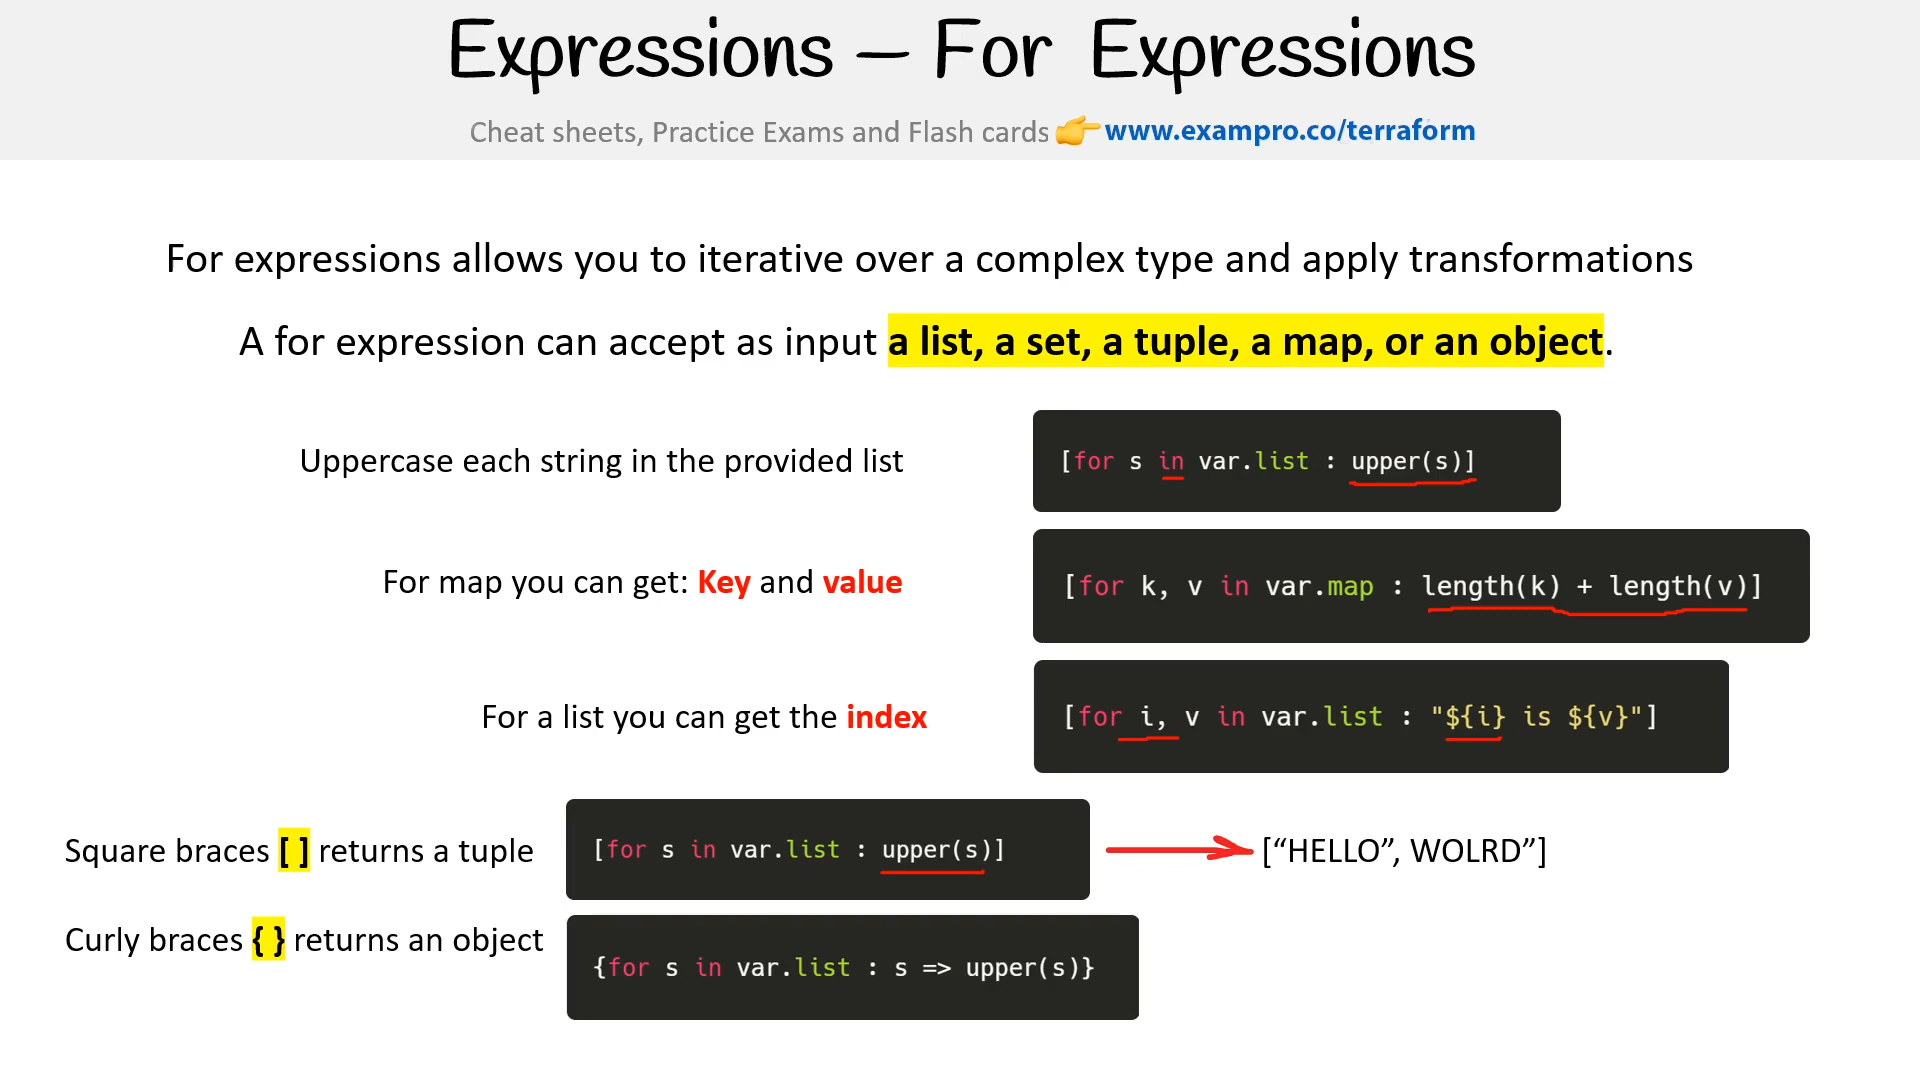 Expressions – For Expressions
Cheat sheets, Practice Exams and Flash cards 👉 www.exampro.co/terraform
For expressions allows you to iterative over a complex type and apply transformations
A for expression can accept as input a list, a set, a tuple, a map, or an object.
Uppercase each string in the provided list
[for s in var.list : upper(s)]
For map you can get: Key and value
[for k, v in var.map : length(k) + length(v)]
For a list you can get the index
[for i, v in var.list : "${i} is ${v}"]
Square braces [ ] returns a tuple
[for s in var.list : upper(s)]
[“HELLO”, WOLRD”]
Curly braces { } returns an object
{for s in var.list : s => upper(s)}